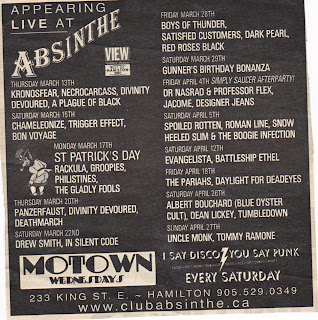 APPEARING
LIVE AT
ABSINTHE
VIEW
THURSDAY MARCH 13TH
KRONOSFEAR, NECROCARCASS, DIVINITY
DEVOURED, A PLAGUE OF BLACK
SATURDAY MARCH 15TH
CHAMELEONIZE, TRIGGER EFFECT,
BON VOYAGE
MONDAY MARCH 17TH
ST PATRICK'S DAY
RACKULA, GROOPIES,
PHILISTINES,
THE GLADLY FOOLS
THURSDAY MARCH 20TH
PANZERFAUST, DIVINITY DEVOURED,
DEATHMARCH
SATURDAY MARCH 22ND
DREW SMITH, IN SILENT CODE
MOTOWN
WEDNESDAYS
FRIDAY MARCH 28TH
BOYS OF THUNDER,
SATISFIED CUSTOMERS, DARK PEARL,
RED ROSES BLACK
SATURDAY MARCH 29TH
GUNNER'S BIRTHDAY BONANZA
FRIDAY APRIL 4TH SIMPLY SAUCER AFTERPARTY!
DR NASRAD & PROFESSOR FLEX,
JACOME, DESIGNER JEANS
SATURDAY APRIL 5TH
SPOILED ROTTEN, ROMAN LINE, SNOW
HEELED SLIM & THE BOOGIE INFECTION
SATURDAY APRIL 12TH
EVANGELISTA, BATTLESHIP ETHEL
FRIDAY APRIL 18TH
THE PARIAHS, DAYLIGHT FOR DEADEYES
SATURDAY APRIL 26TH
ALBERT BOUCHARD (BLUE OYSTER
CULT), DEAN LICKEY, TUMBLEDOWN
SUNDAY APRIL 27TH
UNCLE MONK, TOMMY RAMONE
I SAY DISCO YOU SAY PUNK
EVERY SATURDAY
233 KING ST. E. ~ HAMILTON 905.529.0349
www.clubabsinthe.ca